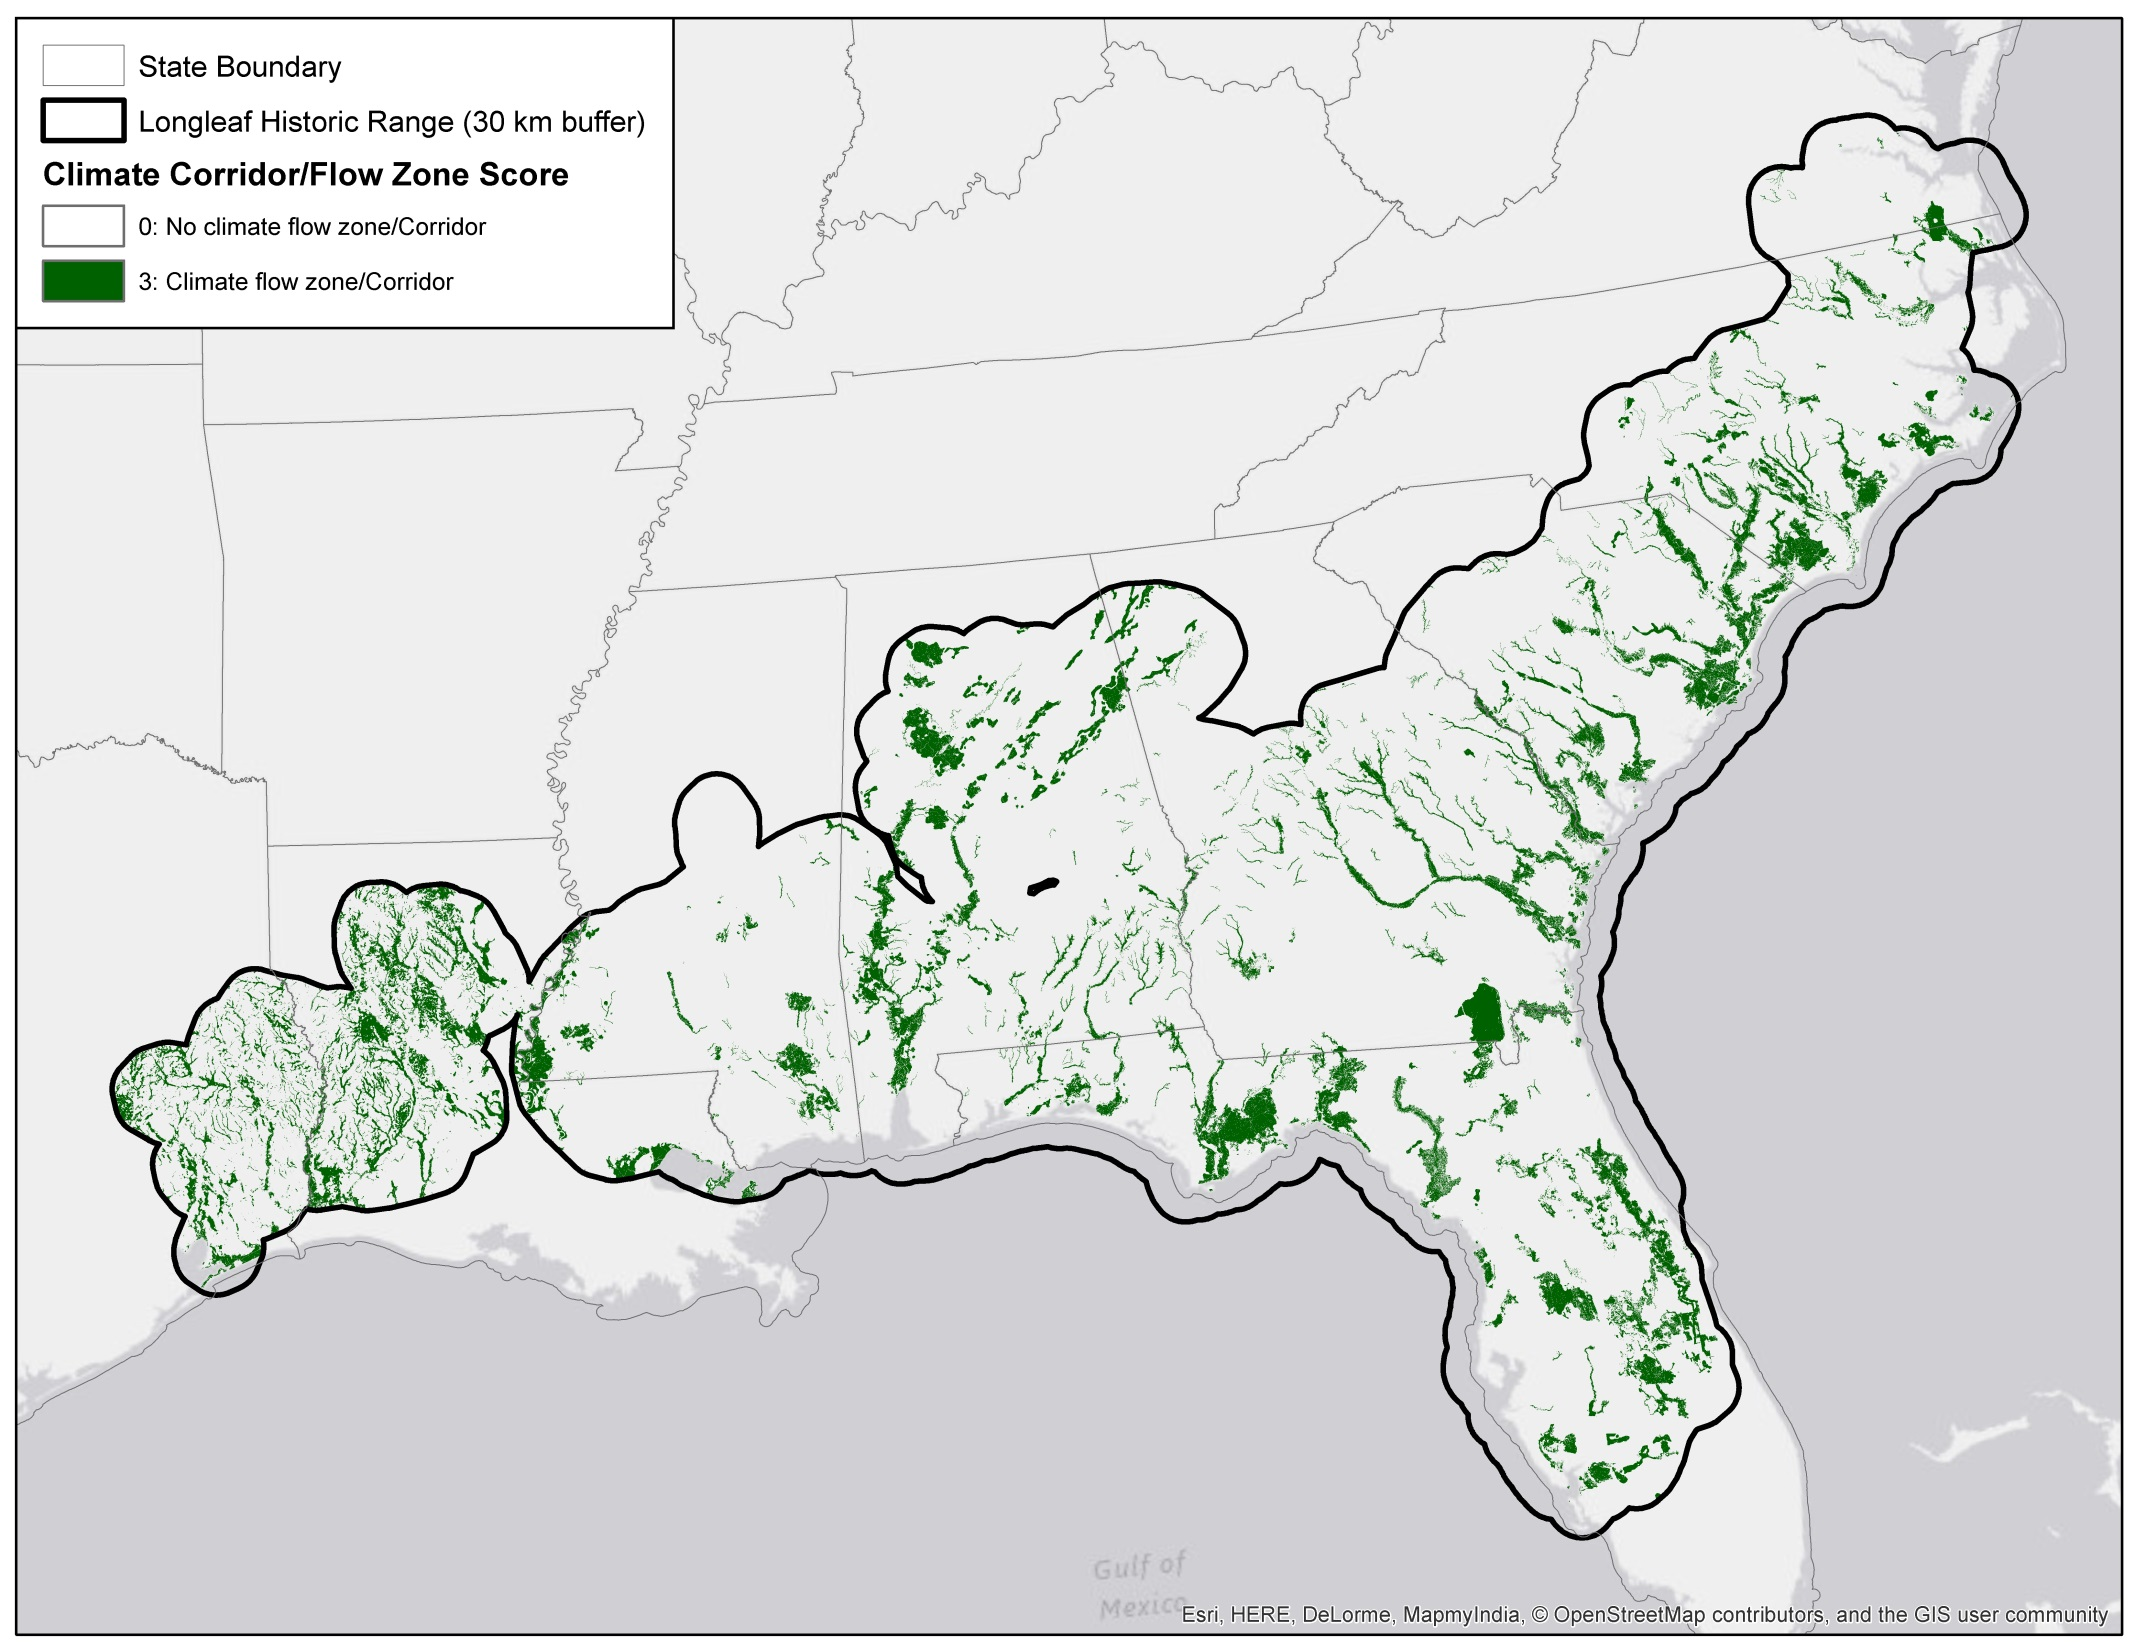 State Boundary
Longleaf Historic Range (30 km buffer)
Climate Corridor/Flow Zone Score
0: No climate flow zone/Corridor
3: Climate flow zone/Corridor
Gulf of
Mexico
Esri, HERE, DeLorme, MapmyIndia, © OpenStreetMap contributors, and the GIS user community